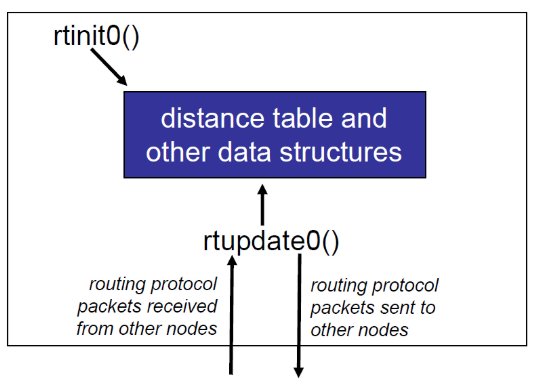 rtinit0()
distance table and
other data structures
rtupdate0()
routing protocol
packets received
from other nodes
routing protocol
packets sent to
other nodes